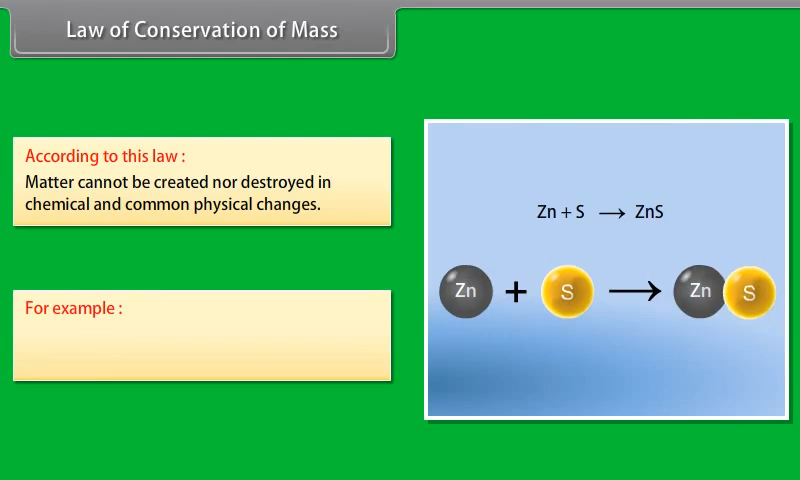 Law of Conservation of Mass
According to this law :
Matter cannot be created nor destroyed in
chemical and common physical changes.
For example :
Zn + S → ZnS
Zn + S → Zn S